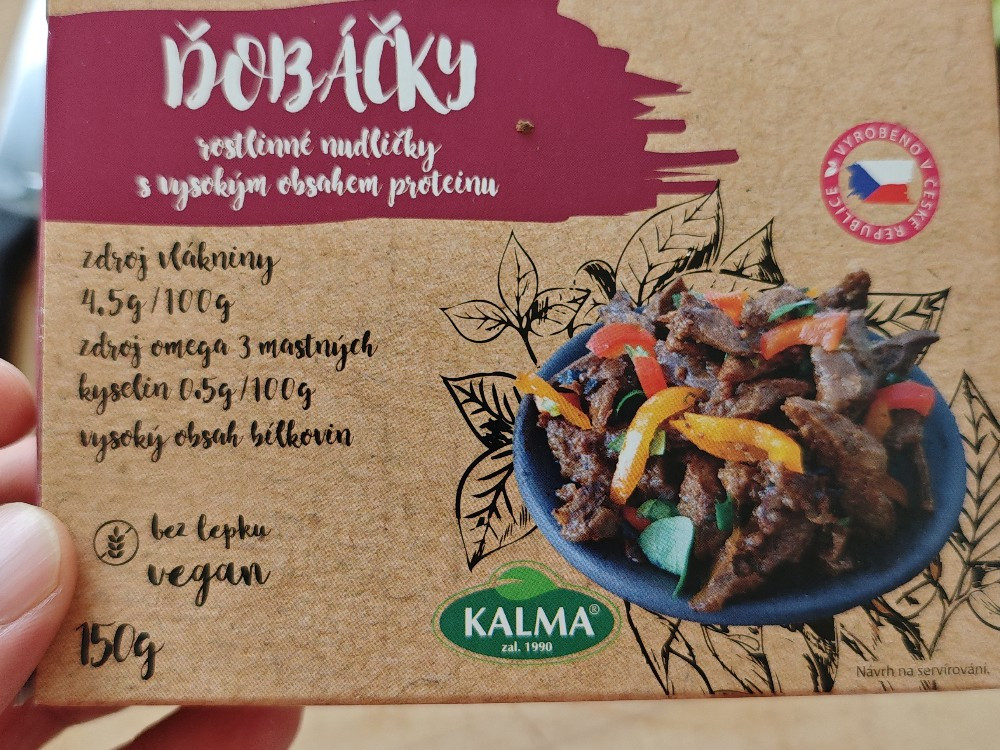 ĎOBÁČKY
rostlinné nudličky
s vysokým obsahem proteinu
VYROBENO V ČESKÉ REPUBLICE
zdroj vlákniny
4.5g/100g
zdroj omega 3 mastných
kyselin 0.5g/100g
vysoký obsah bílkovin
bez lepku
vegan
150g
KALMA®
zal. 1990
Návrh na servírování.